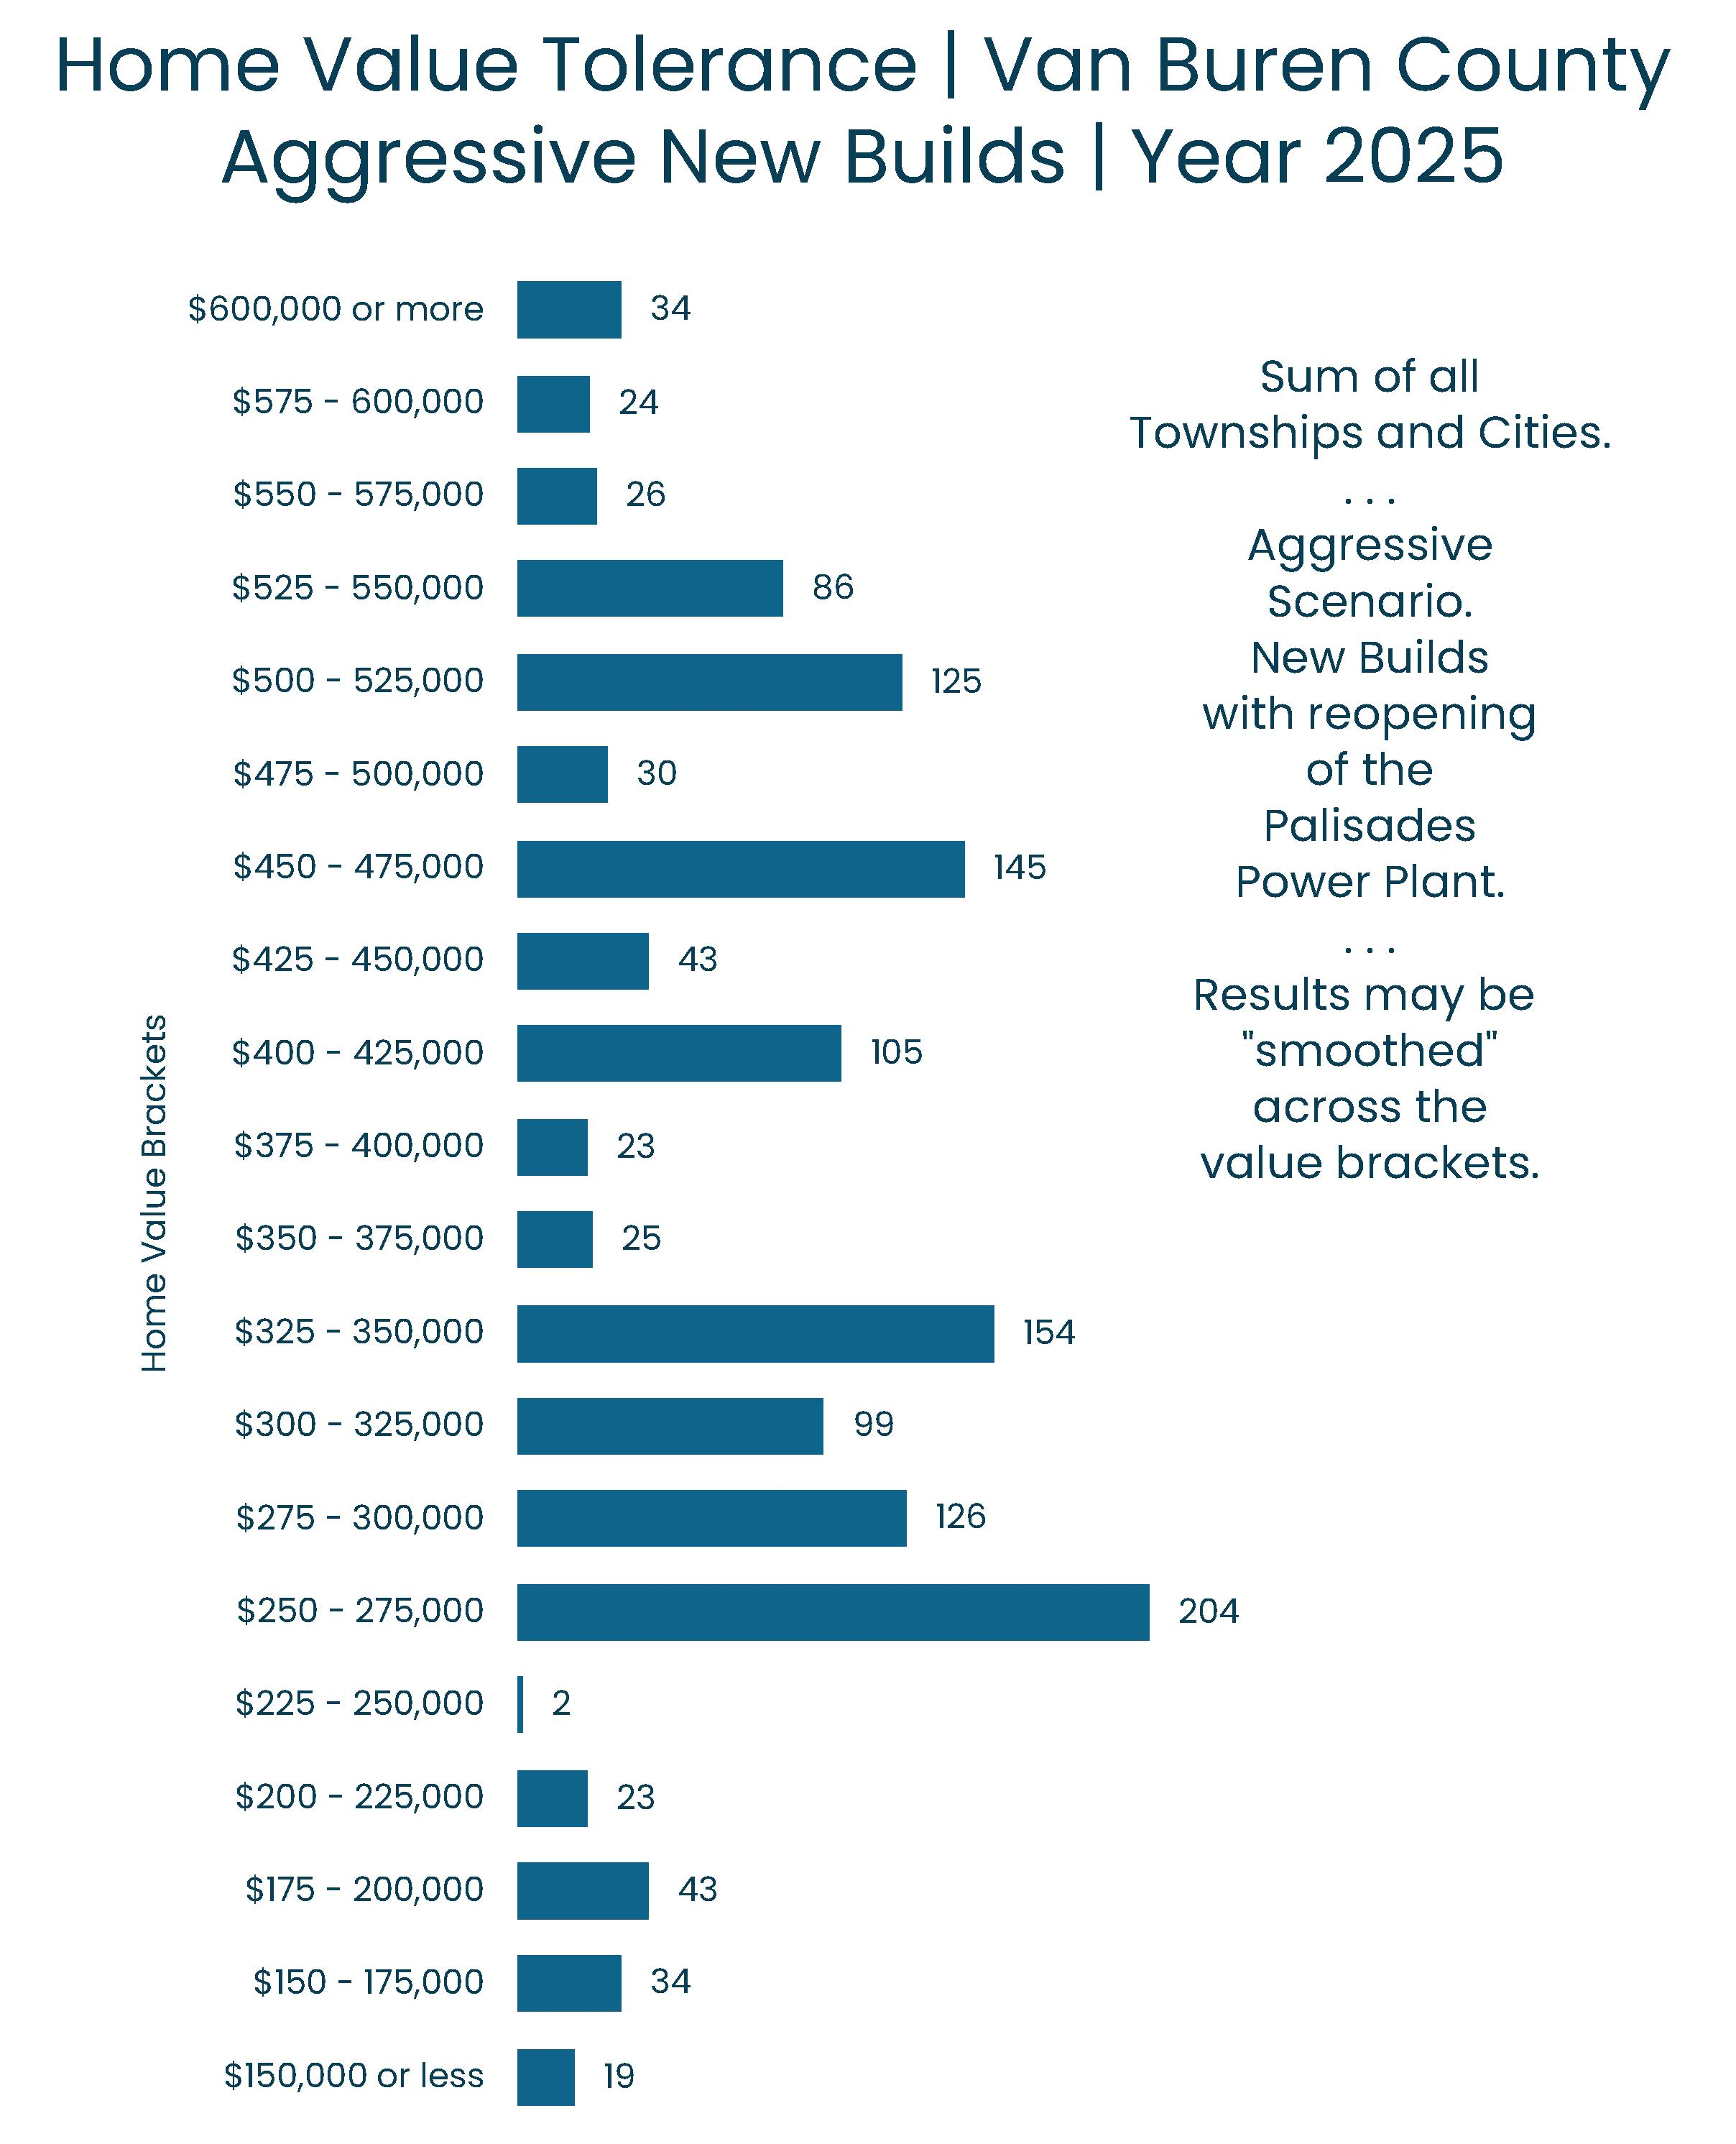 Home Value Tolerance | Van Buren County
Aggressive New Builds | Year 2025
$600,000 or more 34
$575 - 600,000 24
$550 - 575,000 26
$525 - 550,000 86
$500 - 525,000 125
$475 - 500,000 30
$450 - 475,000 145
$425 - 450,000 43
$400 - 425,000 105
$375 - 400,000 23
$350 - 375,000 25
$325 - 350,000 154
$300 - 325,000 99
$275 - 300,000 126
$250 - 275,000 204
$225 - 250,000 2
$200 - 225,000 23
$175 - 200,000 43
$150 - 175,000 34
$150,000 or less 19
Home Value Brackets
Sum of all
Townships and Cities.
. . .
Aggressive
Scenario.
New Builds
with reopening
of the
Palisades
Power Plant.
. . .
Results may be
"smoothed"
across the
value brackets.